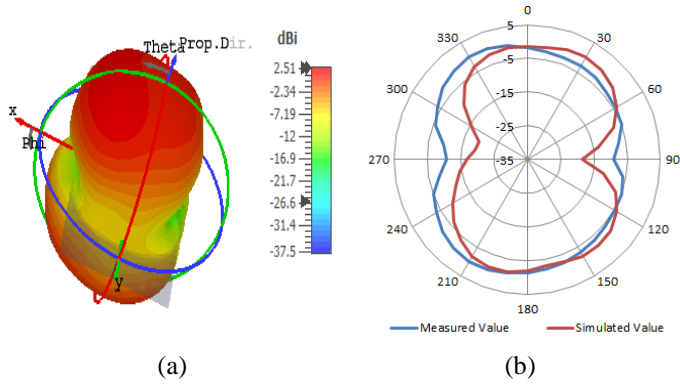 Theta Prop.Dir.
x
Phi
y
dBi
2.51
-2.34
-7.19
-12
-16.9
-21.7
-26.6
-31.4
-37.5
0
30
60
90
120
150
180
210
240
270
300
330
5
-5
-15
-25
-35
Measured Value
Simulated Value
(a)
(b)